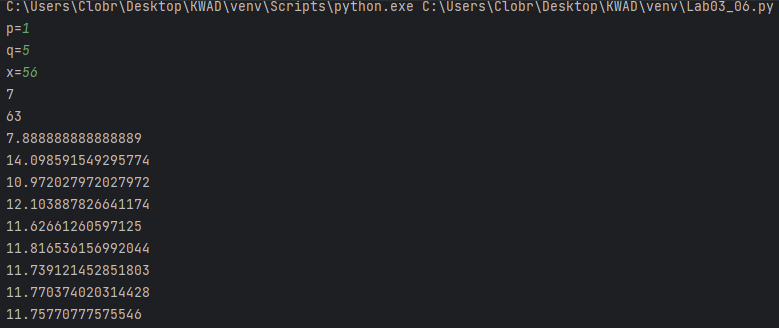 C:\Users\Clobr\Desktop\KWAD\venv\Scripts\python.exe C:\Users\Clobr\Desktop\KWAD\venv\Lab03_06.py
p=1
q=5
x=56
7
63
7.888888888888889
14.098591549295774
10.972027972027972
12.103887826641174
11.62661260597125
11.816536156992044
11.739121452851803
11.770374020314428
11.75770777575546